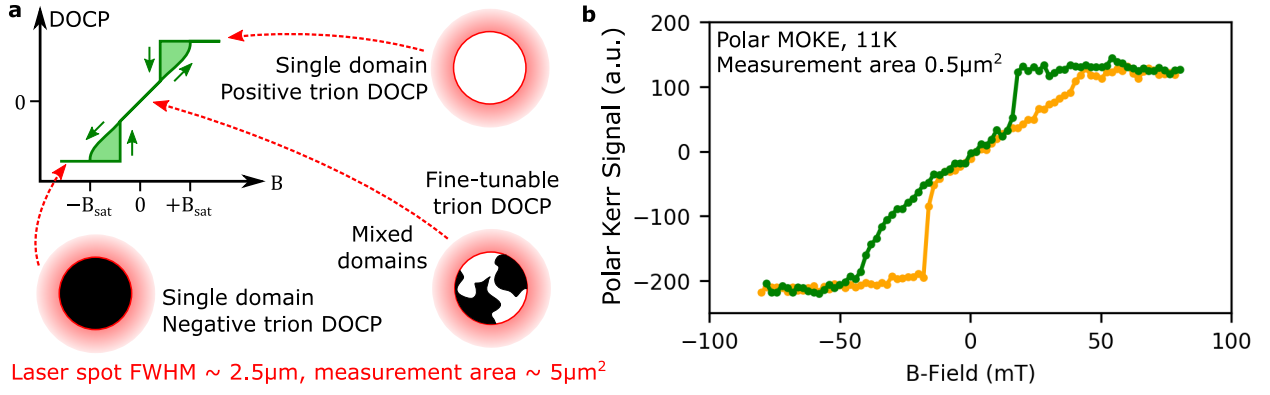 a
DOCP
0
−B_sat
0
+B_sat
B
Single domain
Positive trion DOCP
Fine-tunable
trion DOCP
Mixed
domains
Single domain
Negative trion DOCP
Laser spot FWHM ~ 2.5µm, measurement area ~ 5µm²
b
Polar MOKE, 11K
Measurement area 0.5µm²
Polar Kerr Signal (a.u.)
100
0
−100
−200
−100
−50
0
50
100
B-Field (mT)